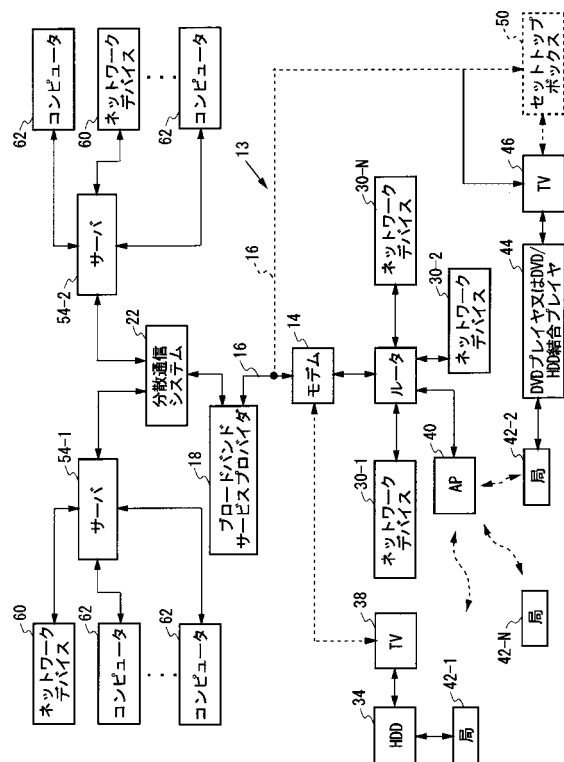 62
コンピュータ
60
ネットワーク
デバイス
62
コンピュータ
サーバ
54-2
13
22
分散通信
システム
16
16
54-1
サーバ
18
ブロードバンド
サービスプロバイダ
60
ネットワーク
デバイス
62
コンピュータ
62
コンピュータ
14
モデム
30-N
ネットワーク
デバイス
30-2
ネットワーク
デバイス
ルータ
30-1
ネットワーク
デバイス
40
AP
50
セットトップ
ボックス
46
TV
44
DVDプレイヤ又はDVD/
HDD結合プレイヤ
42-2
局
42-N
局
38
TV
34
HDD
42-1
局